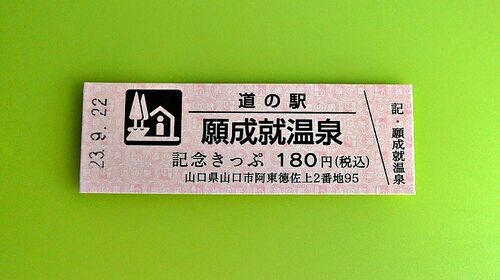 23.9.22
道の駅
願成就温泉
記念きっぷ 180円(税込)
山口県山口市阿東徳佐上2番地95
記・願成就温泉